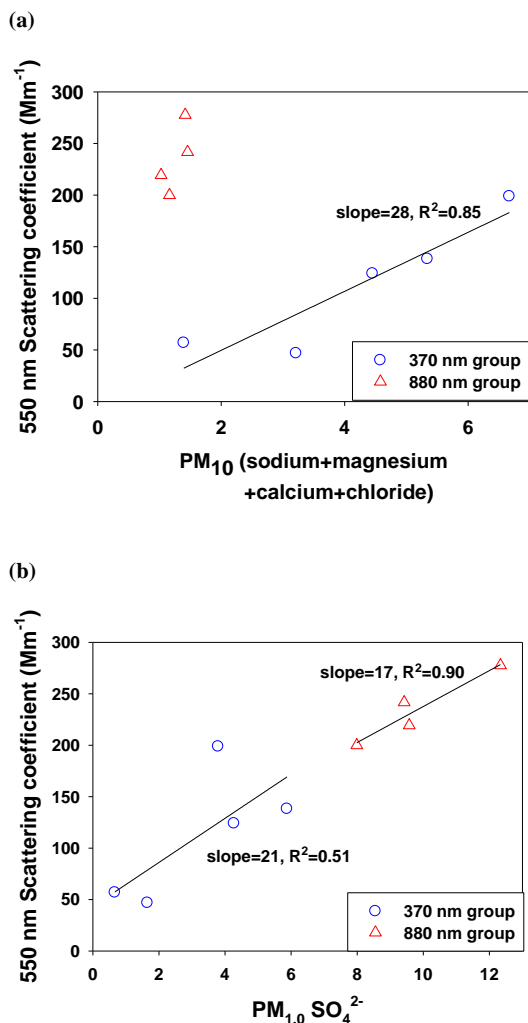 (a)
550 nm Scattering coefficient (Mm⁻¹)
300
250
200
150
100
50
0
slope=28, R²=0.85
370 nm group
880 nm group
0 2 4 6
PM₁₀ (sodium+magnesium
+calcium+chloride)
(b)
550 nm Scattering coefficient (Mm⁻¹)
300
250
200
150
100
50
0
slope=17, R²=0.90
slope=21, R²=0.51
370 nm group
880 nm group
0 2 4 6 8 10 12
PM₁.₀ SO₄²⁻